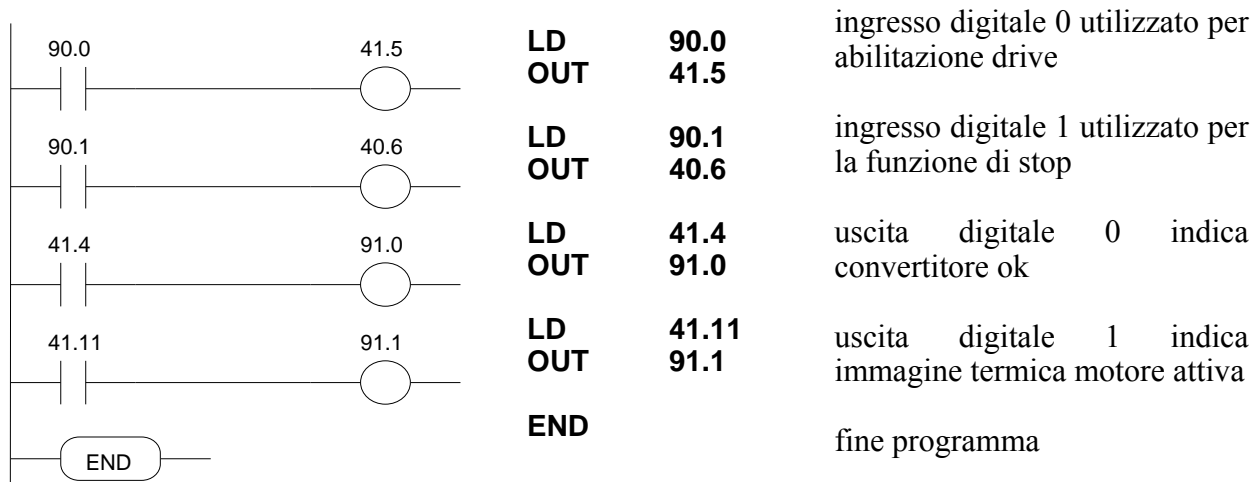 90.0 41.5
90.1 40.6
41.4 91.0
41.11 91.1
END
LD 90.0
OUT 41.5
LD 90.1
OUT 40.6
LD 41.4
OUT 91.0
LD 41.11
OUT 91.1
END
ingresso digitale 0 utilizzato per
abilitazione drive
ingresso digitale 1 utilizzato per
la funzione di stop
uscita digitale 0 indica
convertitore ok
uscita digitale 1 indica
immagine termica motore attiva
fine programma